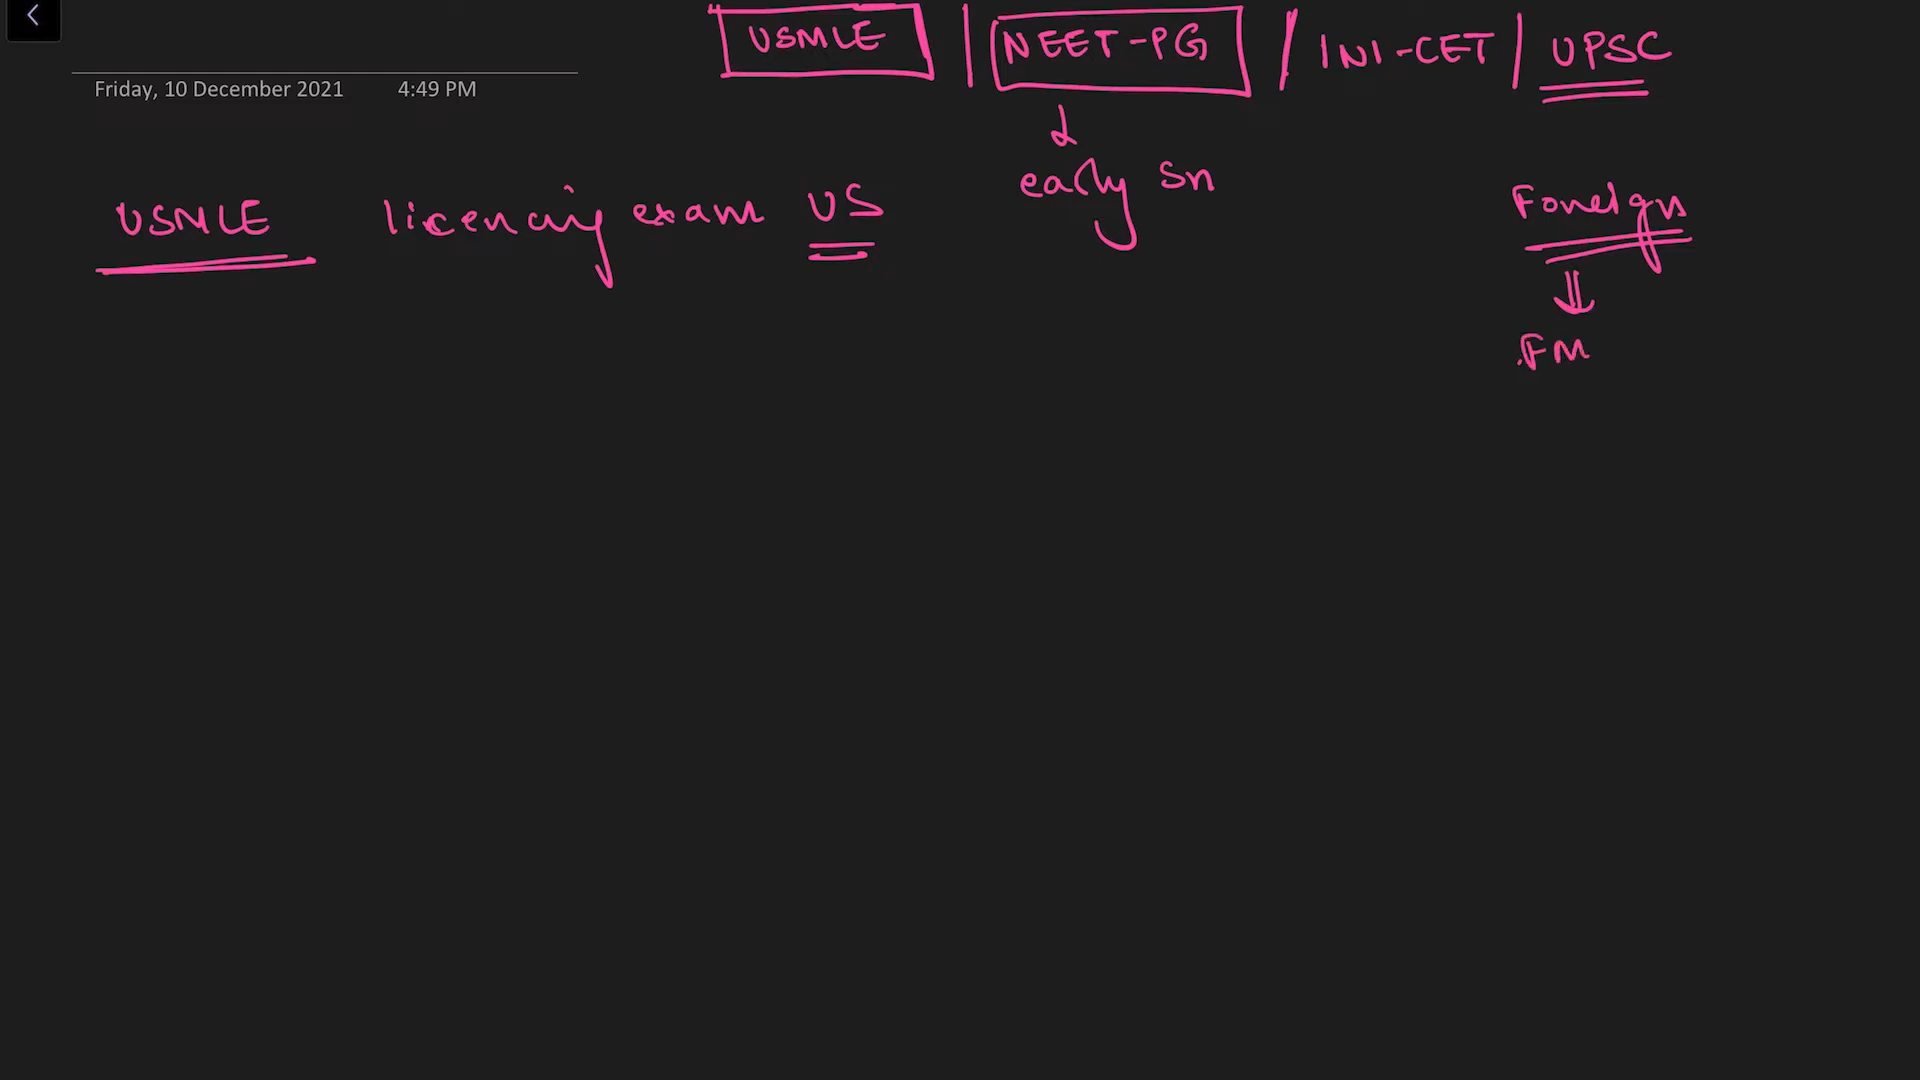 USMLE | NEET-PG | INI-CET | UPSC
Friday, 10 December 2021 4:49 PM
early Sn
USMLE licencing exam US
Foreigns
FM